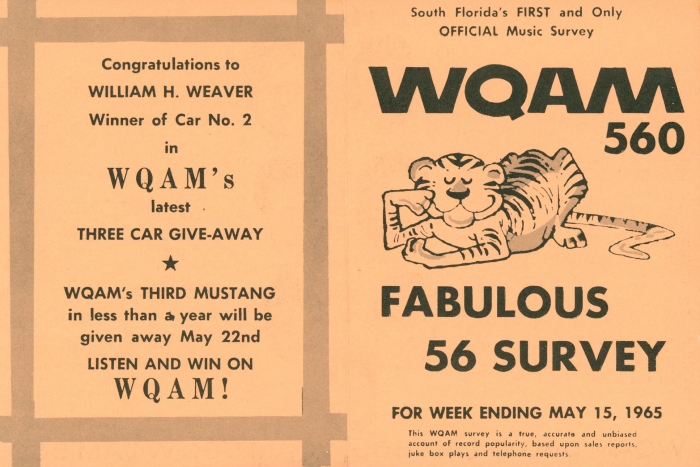 Congratulations to
WILLIAM H. WEAVER
Winner of Car No. 2
in
WQAM's
latest
THREE CAR GIVE-AWAY
WQAM's THIRD MUSTANG
in less than a year will be
given away May 22nd
LISTEN AND WIN ON
WQAM!
South Florida's FIRST and Only
OFFICIAL Music Survey
WQAM
560
FABULOUS
56 SURVEY
FOR WEEK ENDING MAY 15, 1965
This WQAM survey is a true, accurate and unbiased
account of record popularity, based upon sales reports,
juke box plays and telephone requests.